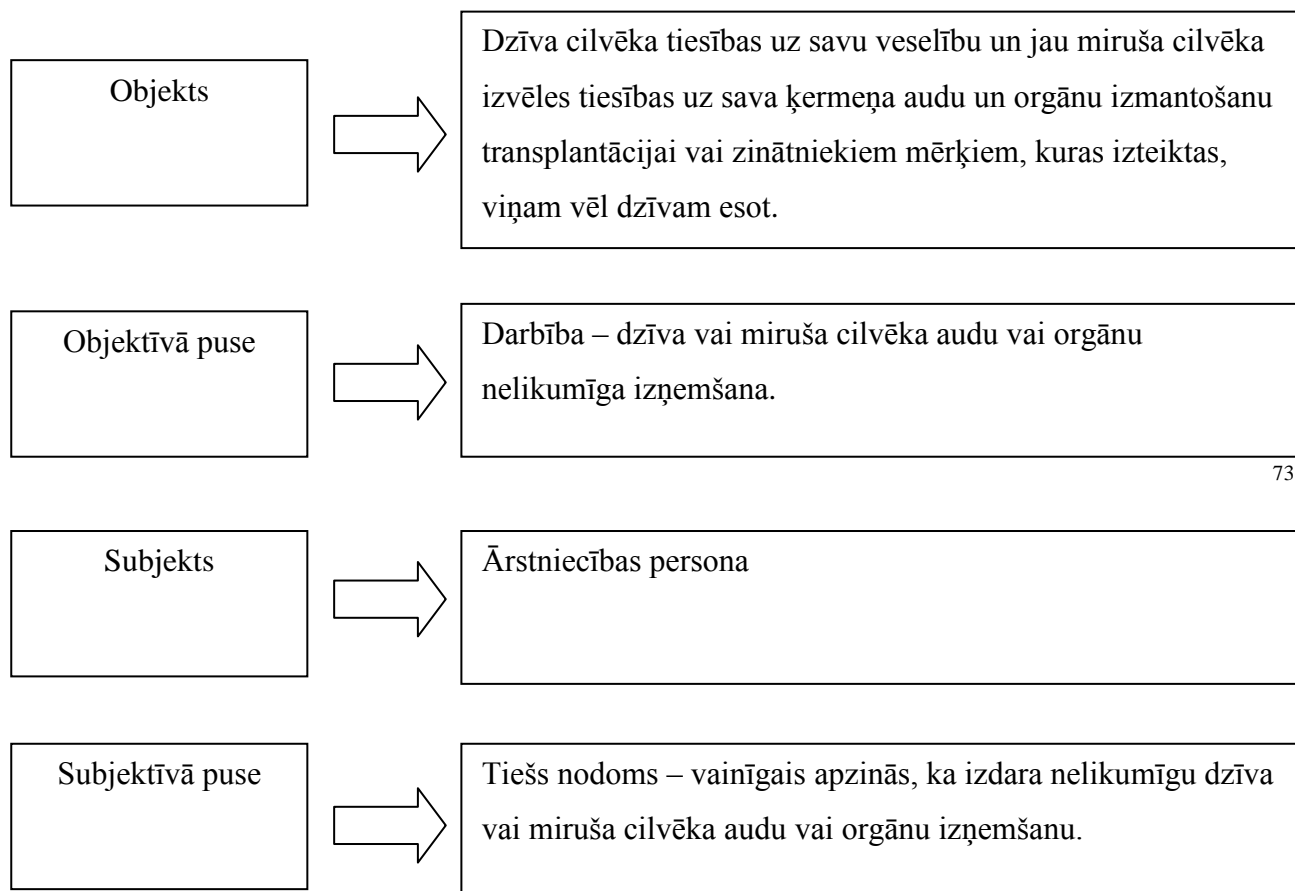 Objekts
Dzīva cilvēka tiesības uz savu veselību un jau miruša cilvēka
izvēles tiesības uz sava ķermeņa audu un orgānu izmantošanu
transplantācijai vai zinātniekiem mērķiem, kuras izteiktas,
viņam vēl dzīvam esot.
Objektīvā puse
Darbība – dzīva vai miruša cilvēka audu vai orgānu
nelikumīga izņemšana.
73
Subjekts
Ārstniecības persona
Subjektīvā puse
Tiešs nodoms – vainīgais apzinās, ka izdara nelikumīgu dzīva
vai miruša cilvēka audu vai orgānu izņemšanu.